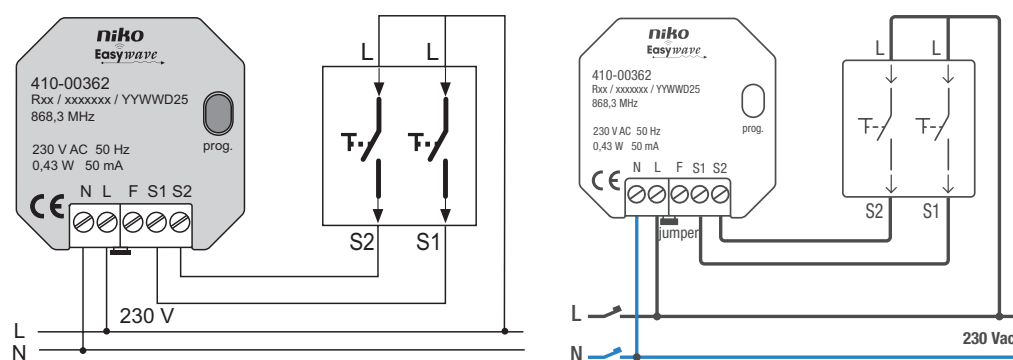 niko
Easywave
410-00362
Rxx / xxxxxxx / YYWWD25
868,3 MHz
230 V AC 50 Hz
0,43 W 50 mA
prog.
CE
N L F S1 S2
L L
S2 S1
230 V
L
N
niko
Easywave
410-00362
Rxx / xxxxxxx / YYWWD25
868,3 MHz
230 V AC 50 Hz
0,43 W 50 mA
prog.
CE
N L F S1 S2
jumper
L L
S2 S1
L
230 Vac
N